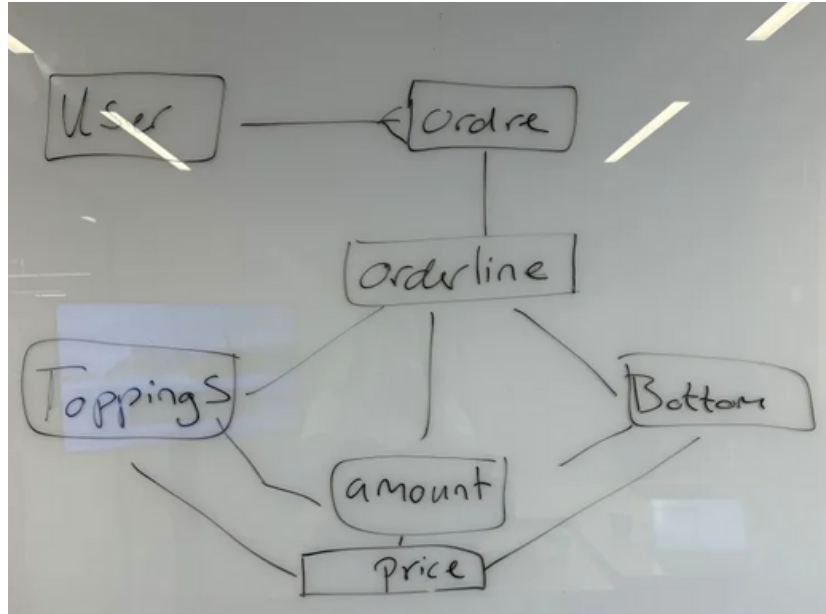 User
Ordre
Orderline
Toppings
Bottom
amount
price